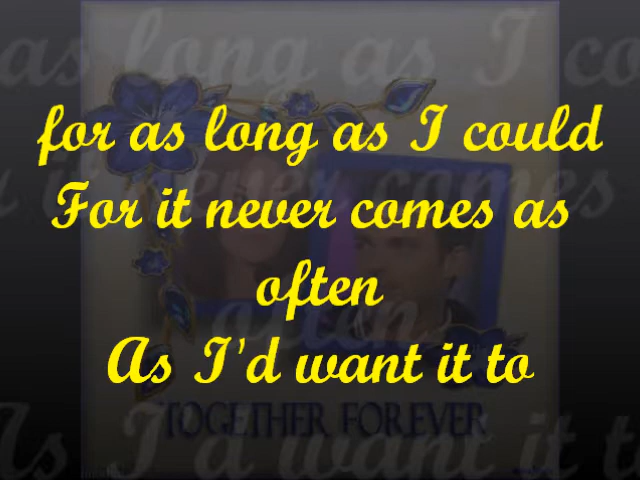 for as long as I could
For it never comes as
often
As I'd want it to
TOGETHER FOREVER